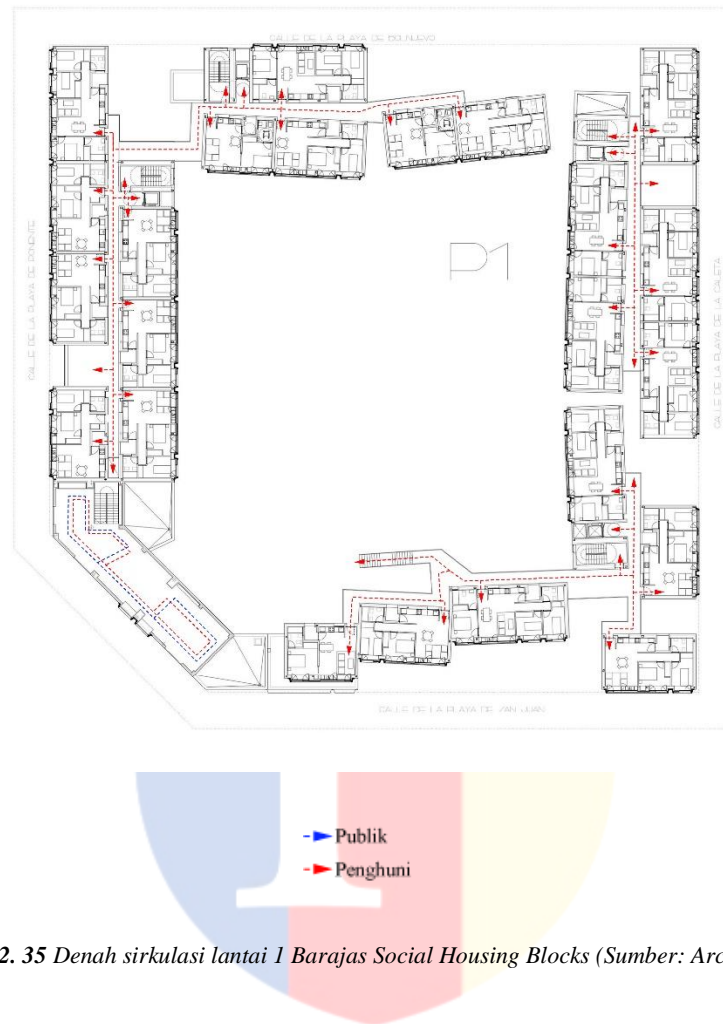 CALLE DE LA PLAYA DE BOLNUEVO
CALLE DE LA PLAYA DE PONIENTE
P1
CALLE DE LA PLAYA DE LA CALETA
CALLE DE LA PLAYA DE SAN JUAN
Publik
Penghuni
2. 35 Denah sirkulasi lantai 1 Barajas Social Housing Blocks (Sumber: Arc